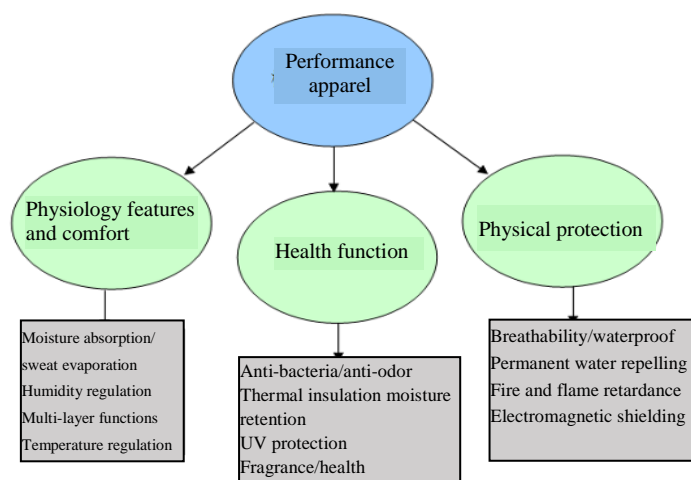 Performance
apparel
Physiology features
and comfort
Health function
Physical protection
Moisture absorption/
sweat evaporation
Humidity regulation
Multi-layer functions
Temperature regulation
Anti-bacteria/anti-odor
Thermal insulation moisture
retention
UV protection
Fragrance/health
Breathability/waterproof
Permanent water repelling
Fire and flame retardance
Electromagnetic shielding